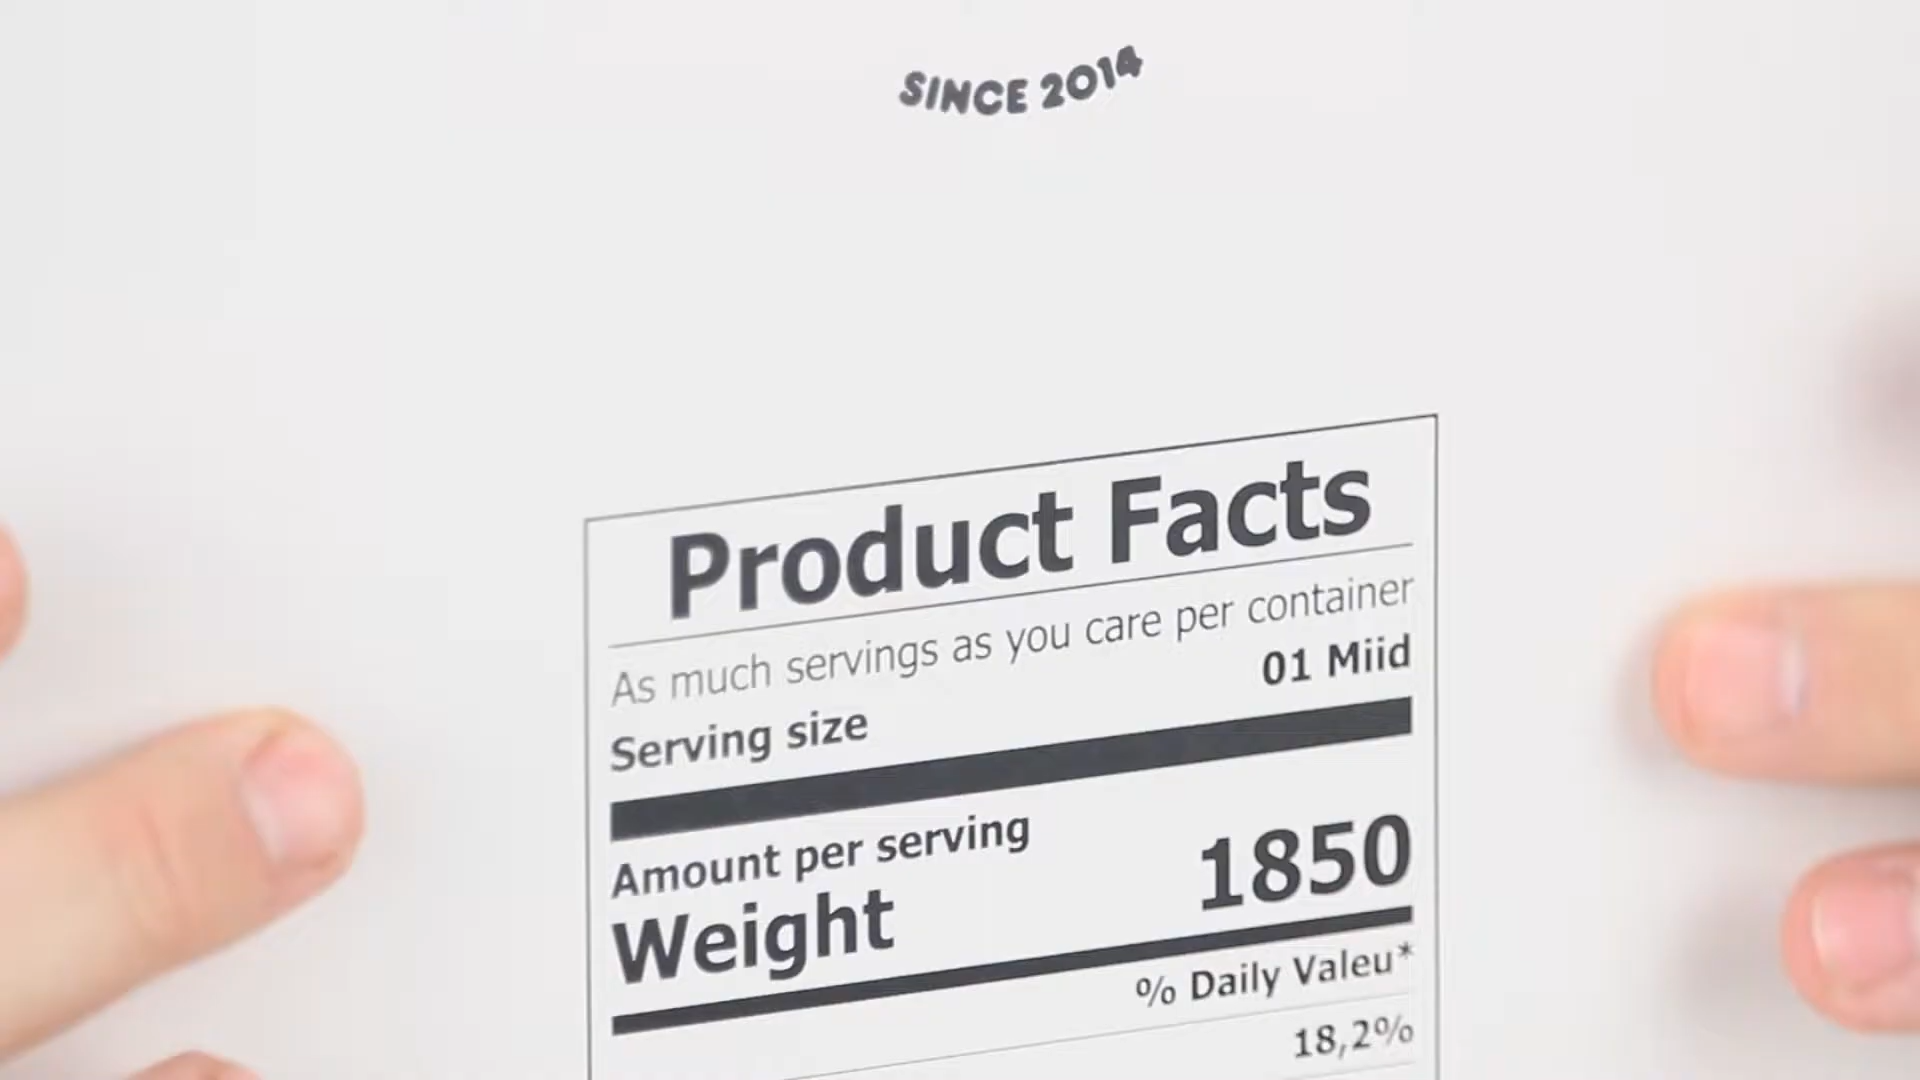 SINCE 2014
Product Facts
As much servings as you care per container
Serving size 01 Miid
Amount per serving
Weight 1850
% Daily Valeu*
18,2%